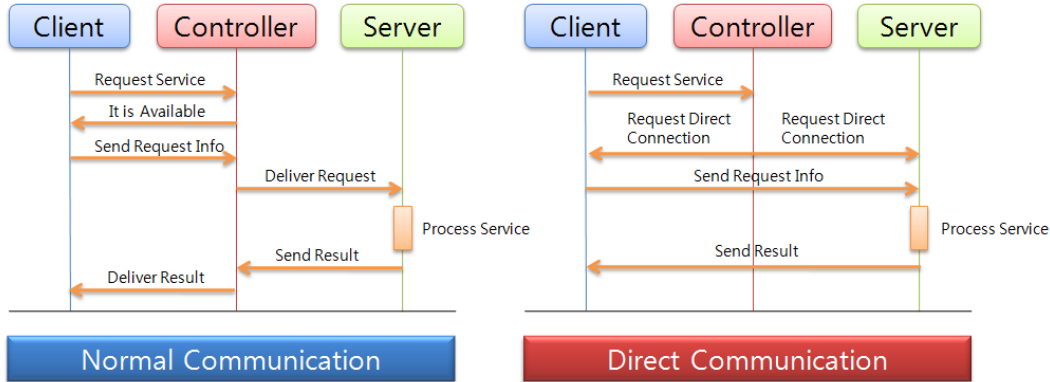 Client
Controller
Server
Request Service
It is Available
Send Request Info
Deliver Request
Process Service
Send Result
Deliver Result
Normal Communication
Client
Controller
Server
Request Service
Request Direct
Connection
Request Direct
Connection
Send Request Info
Process Service
Send Result
Direct Communication